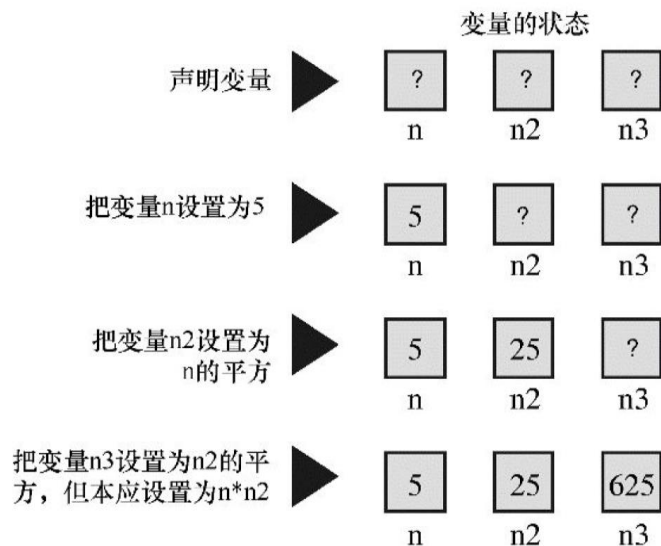 变量的状态
声明变量
? ? ?
n n2 n3
把变量n设置为5
5 ? ?
n n2 n3
把变量n2设置为
n的平方
5 25 ?
n n2 n3
把变量n3设置为n2的平
方，但本应设置为n*n2
5 25 625
n n2 n3